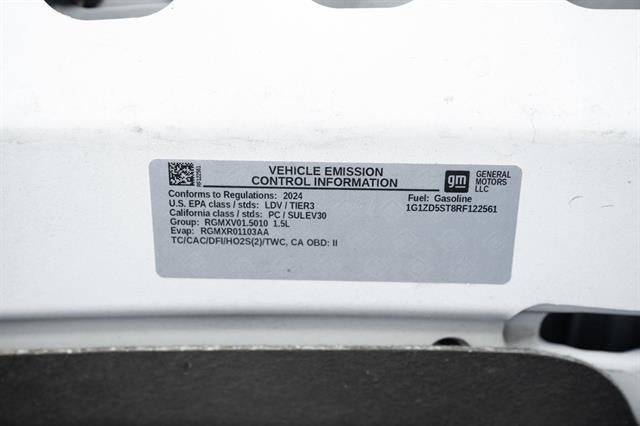 VEHICLE EMISSION
CONTROL INFORMATION
RF122561
gm
GENERAL
MOTORS
LLC
Conforms to Regulations: 2024
U.S. EPA class / stds: LDV / TIER3
California class / stds: PC / SULEV30
Group: RGMXV01.5010 1.5L
Evap: RGMXR01103AA
TC/CAC/DFI/HO2S(2)/TWC, CA OBD: II
Fuel: Gasoline
1G1ZD5ST8RF122561